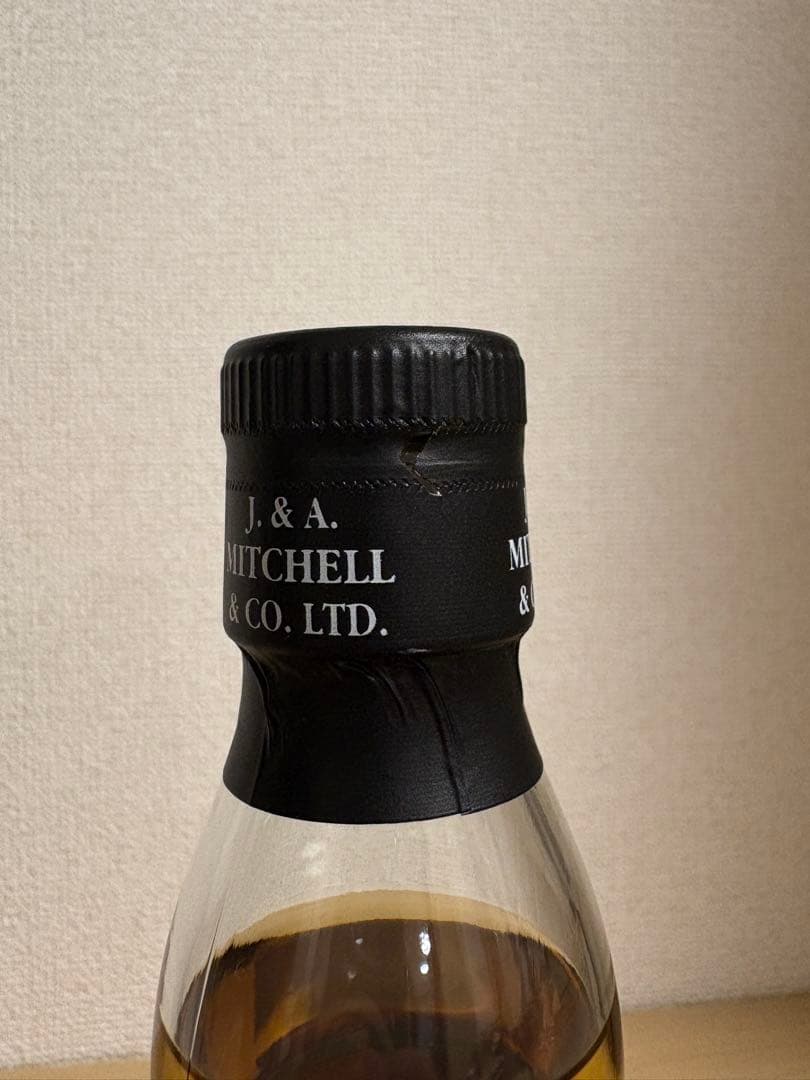 J. & A.
MITCHELL
& CO. LTD.